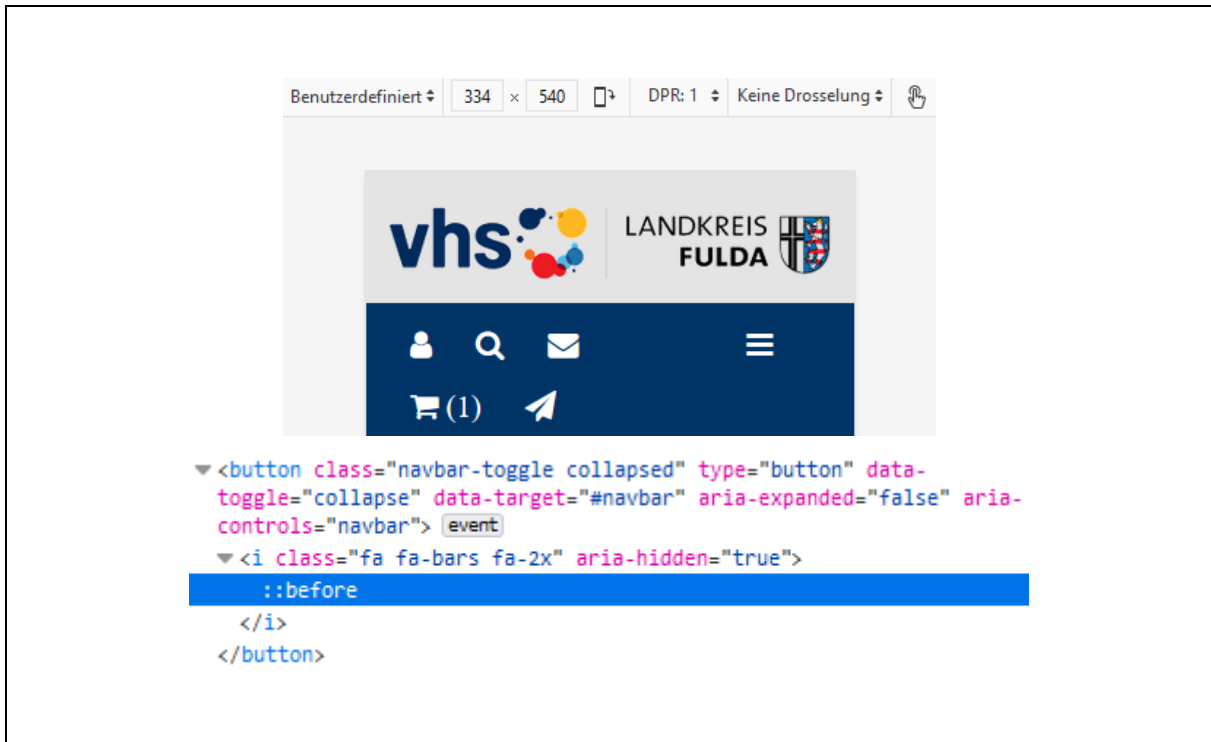 Benutzerdefiniert 334 × 540 DPR: 1 Keine Drosselung
vhs LANDKREIS
FULDA
(1)
<button class="navbar-toggle collapsed" type="button" data-
toggle="collapse" data-target="#navbar" aria-expanded="false" aria-
controls="navbar"> event
<i class="fa fa-bars fa-2x" aria-hidden="true">
::before
</i>
</button>